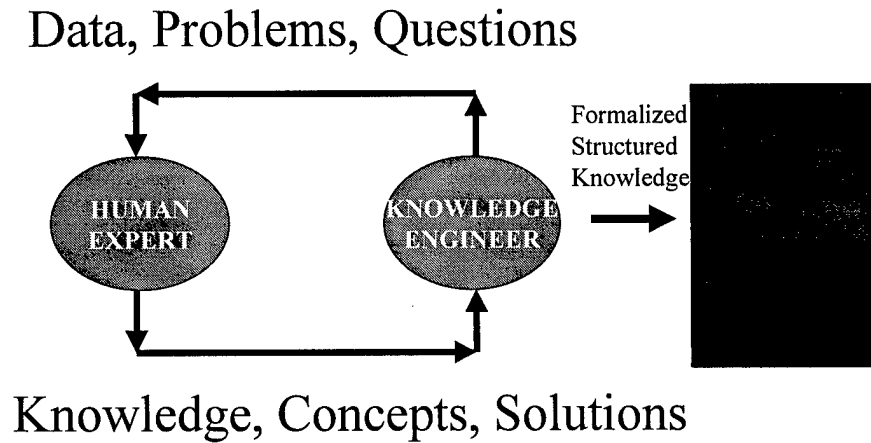 Data, Problems, Questions
Formalized
Structured
Knowledge
HUMAN
EXPERT
KNOWLEDGE
ENGINEER
Knowledge, Concepts, Solutions